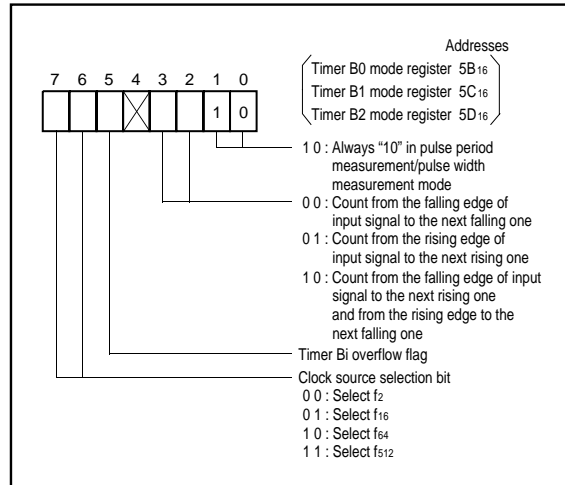 Addresses
Timer B0 mode register 5B16
Timer B1 mode register 5C16
Timer B2 mode register 5D16
7 6 5 4 3 2 1 0
1 0
1 0 : Always “10” in pulse period
measurement/pulse width
measurement mode
0 0 : Count from the falling edge of
input signal to the next falling one
0 1 : Count from the rising edge of
input signal to the next rising one
1 0 : Count from the falling edge of input
signal to the next rising one
and from the rising edge to the
next falling one
Timer Bi overflow flag
Clock source selection bit
0 0 : Select f2
0 1 : Select f16
1 0 : Select f64
1 1 : Select f512